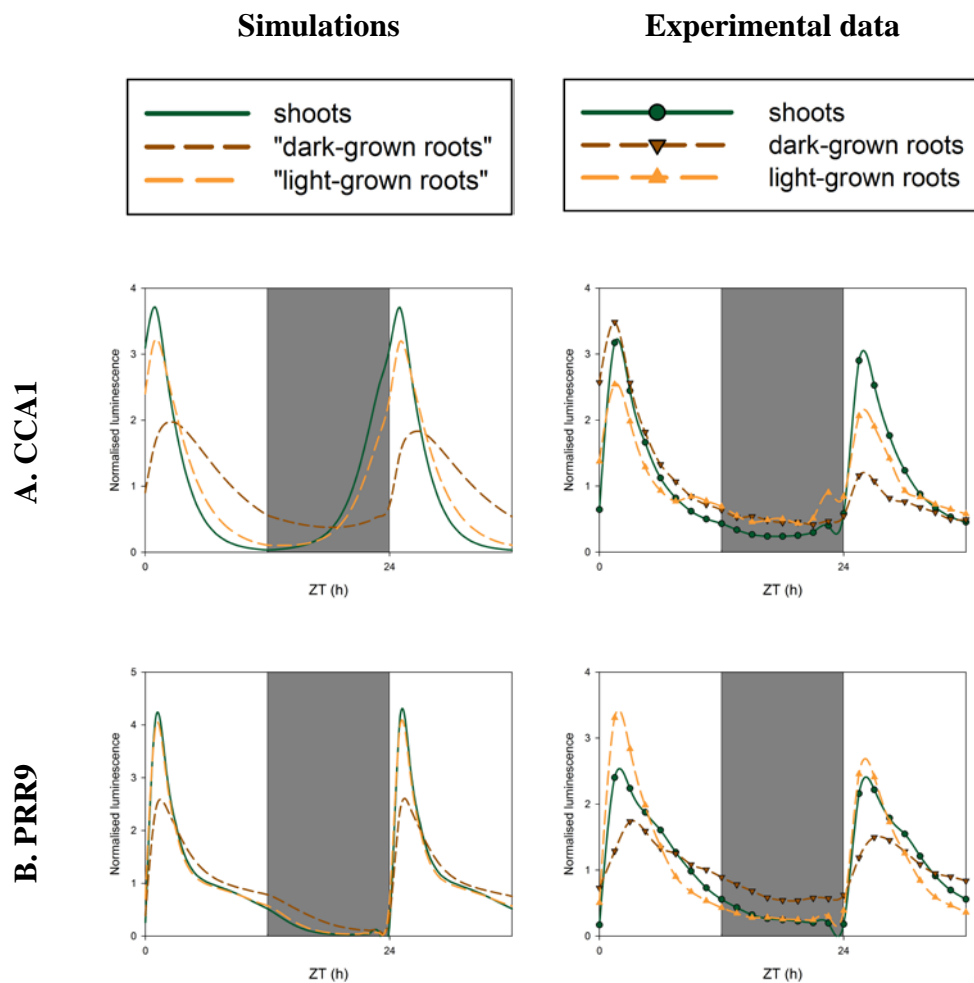 Simulations
Experimental data
shoots
"dark-grown roots"
"light-grown roots"
shoots
dark-grown roots
light-grown roots
A. CCA1
Normalised luminescence
4
3
2
1
0
0
24
ZT (h)
Normalised luminescence
4
3
2
1
0
0
24
ZT (h)
B. PRR9
Normalised luminescence
5
4
3
2
1
0
0
24
ZT (h)
Normalised luminescence
4
3
2
1
0
0
24
ZT (h)